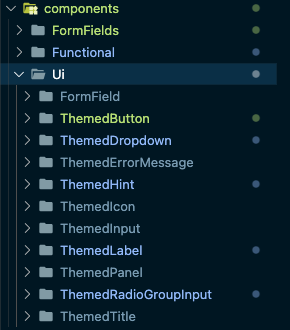 components
FormFields
Functional
Ui
FormField
ThemedButton
ThemedDropdown
ThemedErrorMessage
ThemedHint
ThemedIcon
ThemedInput
ThemedLabel
ThemedPanel
ThemedRadioGroupInput
ThemedTitle